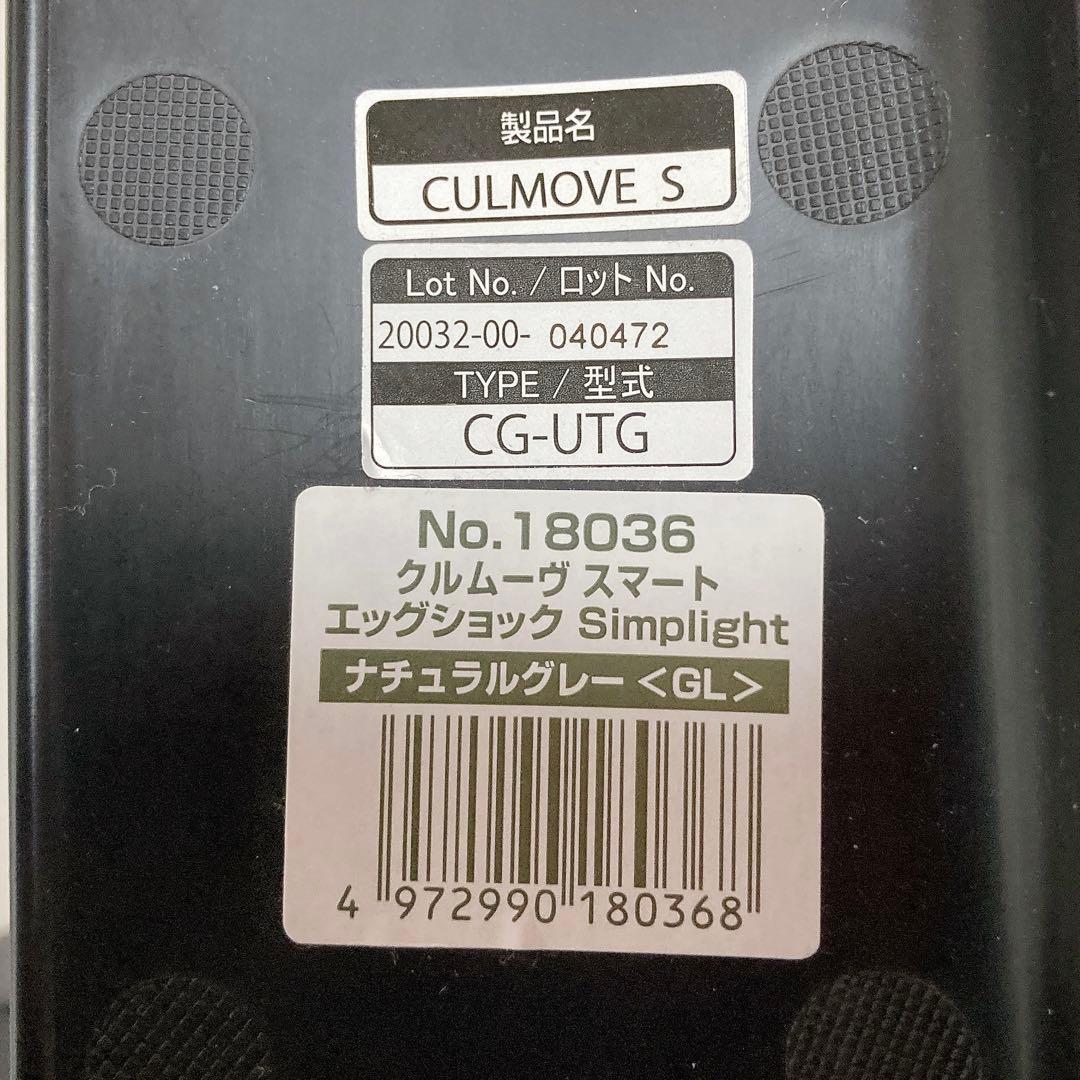 製品名
CULMOVE S
Lot No. / ロット No.
20032-00- 040472
TYPE / 型式
CG-UTG
No.18036
クルムーヴ スマート
エッグショック Simplight
ナチュラルグレー <GL>
4 972990 180368